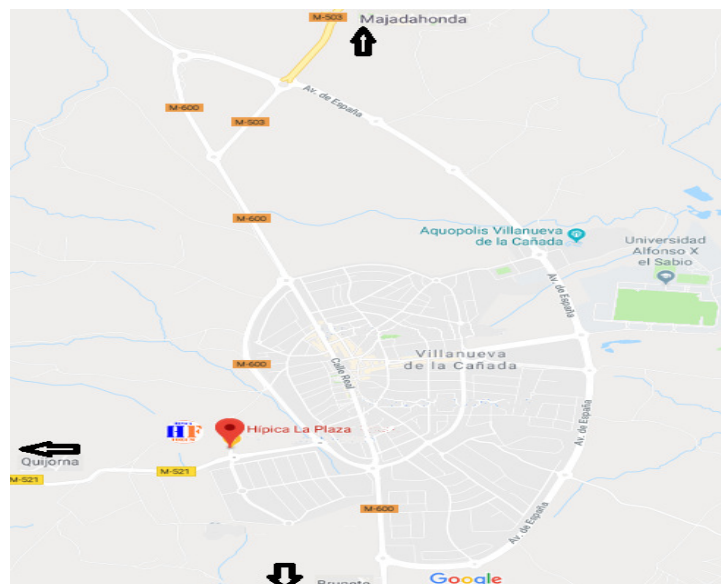 M-503
Majadahonda
M-600
Av. de España
M-503
M-600
Aquopolis Villanueva
de la Cañada
Universidad
Alfonso X
el Sabio
Av. de España
M-600
Calle Real
Villanueva
de la Cañada
HF
Hípica La Plaza
Av. de España
Quijorna
M-521
M-521
M-600
Av. de España
Brunete
Google